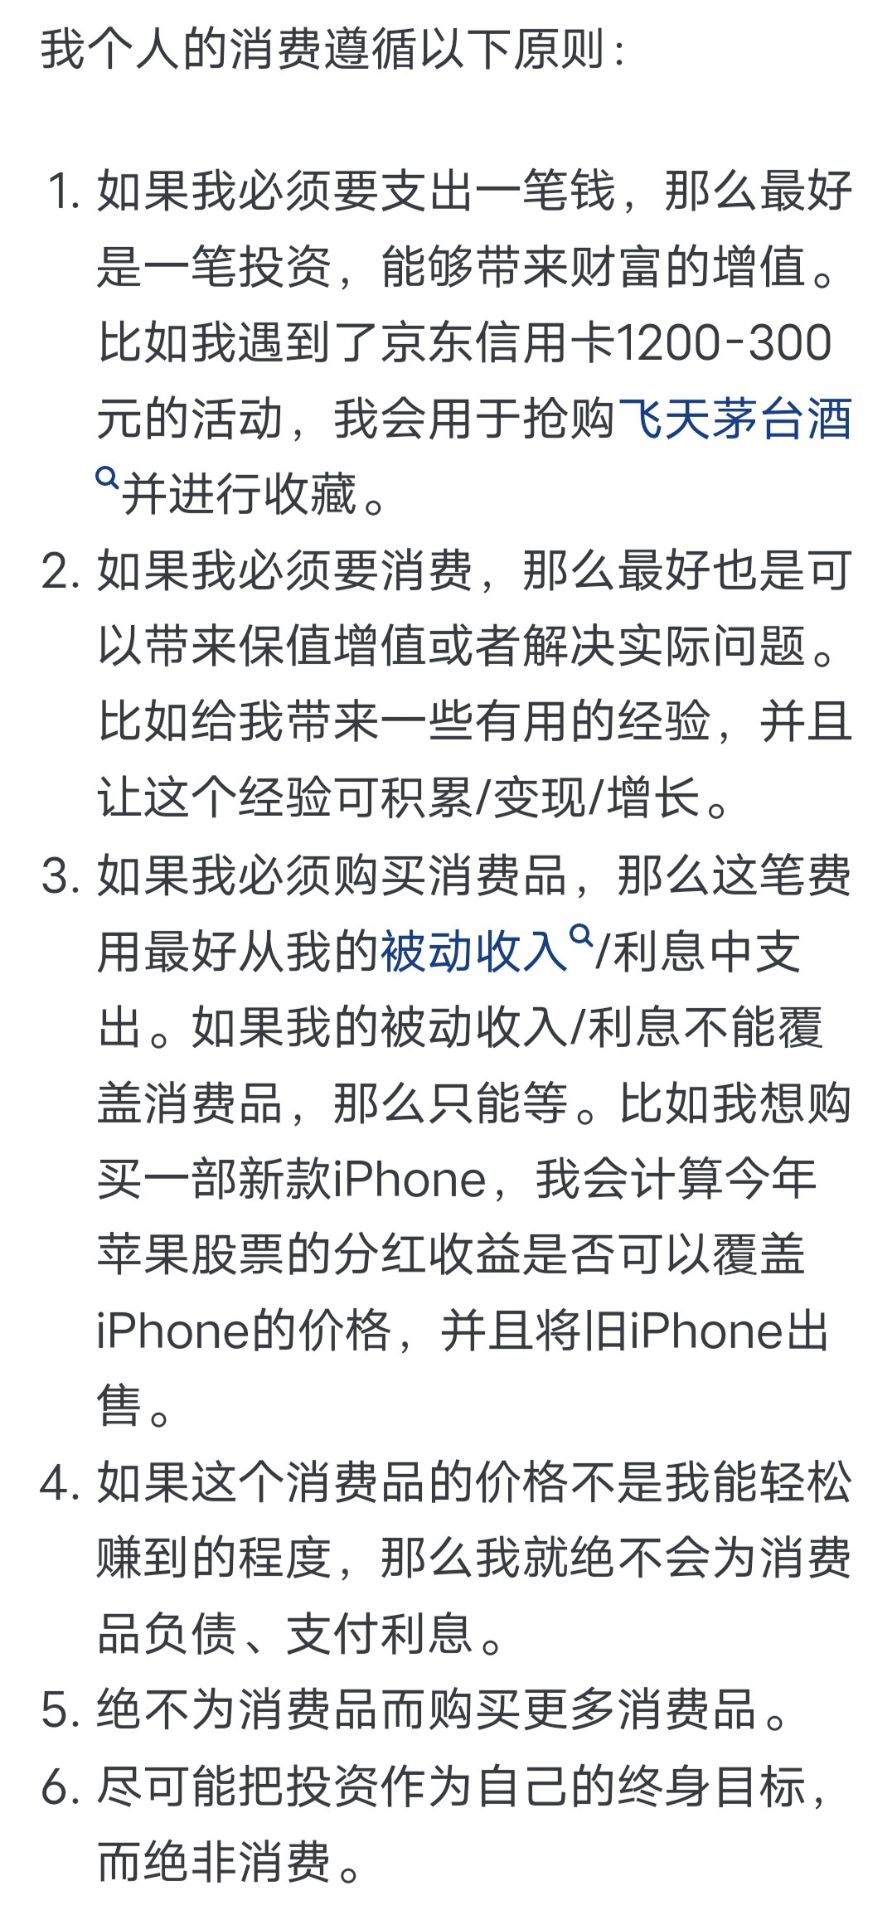 我个人的消费遵循以下原则：
1. 如果我必须要支出一笔钱，那么最好
是一笔投资，能够带来财富的增值。
比如我遇到了京东信用卡1200-300
元的活动，我会用于抢购飞天茅台酒
并进行收藏。
2. 如果我必须要消费，那么最好也是可
以带来保值增值或者解决实际问题。
比如给我带来一些有用的经验，并且
让这个经验可积累/变现/增长。
3. 如果我必须购买消费品，那么这笔费
用最好从我的被动收入/利息中支
出。如果我的被动收入/利息不能覆
盖消费品，那么只能等。比如我想购
买一部新款iPhone，我会计算今年
苹果股票的分红收益是否可以覆盖
iPhone的价格，并且将旧iPhone出
售。
4. 如果这个消费品的价格不是我能轻松
赚到的程度，那么我就绝不会为消费
品负债、支付利息。
5. 绝不为消费品而购买更多消费品。
6. 尽可能把投资作为自己的终身目标，
而绝非消费。